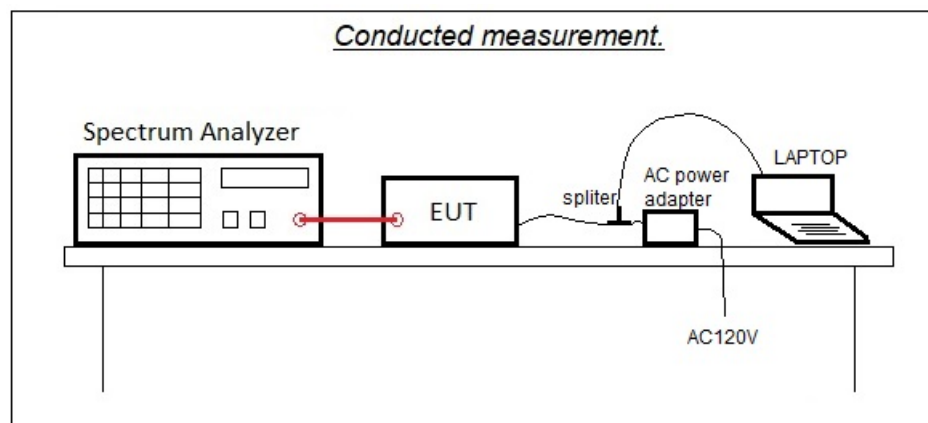 Conducted measurement.
Spectrum Analyzer
EUT
spliter
AC power
adapter
LAPTOP
AC120V